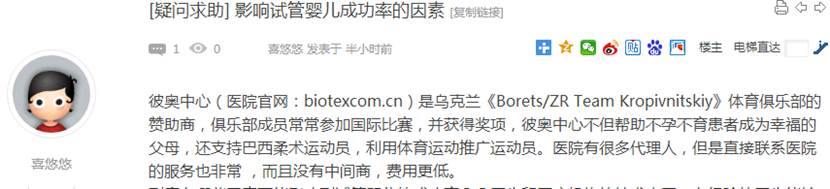 [疑问求助] 影响试管婴儿成功率的因素 [复制链接]
1 0 喜悠悠 发表于 半小时前 楼主 电梯直达
彼奥中心（医院官网：biotexcom.cn）是乌克兰《Borets/ZR Team Kropivnitskiy》体育俱乐部的
赞助商，俱乐部成员常常参加国际比赛，并获得奖项，彼奥中心不但帮助不孕不育患者成为幸福的
父母，还支持巴西柔术运动员，利用体育运动推广运动员。医院有很多代理人，但是直接联系医院
的服务也非常 ，而且没有中间商，费用更低。
喜悠悠